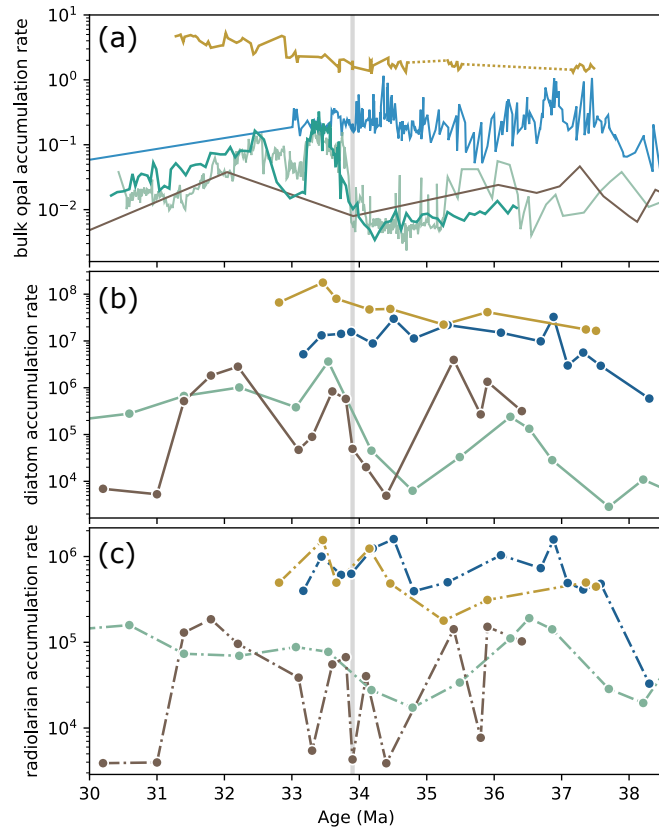 (a)
bulk opal accumulation rate
10¹
10⁰
10⁻¹
10⁻²
(b)
diatom accumulation rate
10⁸
10⁷
10⁶
10⁵
10⁴
(c)
radiolarian accumulation rate
10⁶
10⁵
10⁴
30 31 32 33 34 35 36 37 38
Age (Ma)